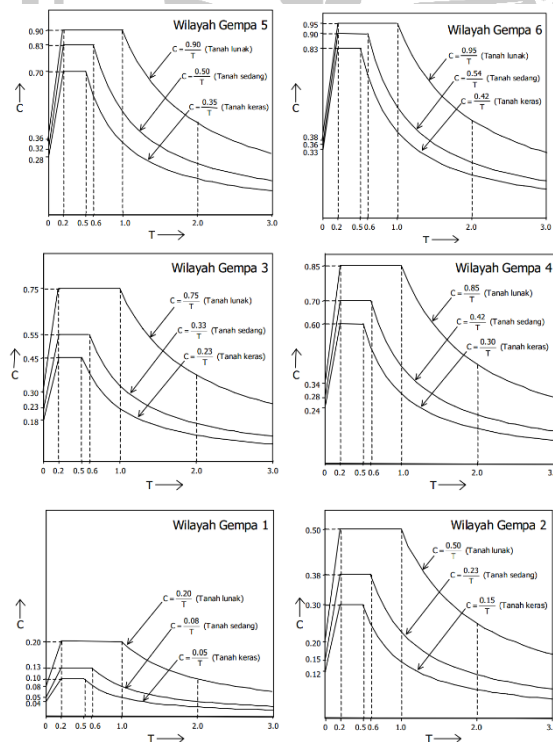 Wilayah Gempa 5
0.90
0.83
0.70
C
0.36
0.32
0.28
C = 0.90/T (Tanah lunak)
C = 0.50/T (Tanah sedang)
C = 0.35/T (Tanah keras)
0 0.2 0.5 0.6 1.0 2.0 3.0
T
Wilayah Gempa 6
0.95
0.90
0.83
C
0.38
0.36
0.33
C = 0.95/T (Tanah lunak)
C = 0.54/T (Tanah sedang)
C = 0.42/T (Tanah keras)
0 0.2 0.5 0.6 1.0 2.0 3.0
T
Wilayah Gempa 3
0.75
0.55
0.45
C
0.30
0.23
0.18
C = 0.75/T (Tanah lunak)
C = 0.33/T (Tanah sedang)
C = 0.23/T (Tanah keras)
0 0.2 0.5 0.6 1.0 2.0 3.0
T
Wilayah Gempa 4
0.85
0.70
0.60
C
0.34
0.28
0.24
C = 0.85/T (Tanah lunak)
C = 0.42/T (Tanah sedang)
C = 0.30/T (Tanah keras)
0 0.2 0.5 0.6 1.0 2.0 3.0
T
Wilayah Gempa 1
C
0.20
0.13
0.10
0.08
0.05
0.04
C = 0.20/T (Tanah lunak)
C = 0.08/T (Tanah sedang)
C = 0.05/T (Tanah keras)
0 0.2 0.5 0.6 1.0 2.0 3.0
T
Wilayah Gempa 2
0.50
0.38
0.30
C
0.20
0.15
0.12
C = 0.50/T (Tanah lunak)
C = 0.23/T (Tanah sedang)
C = 0.15/T (Tanah keras)
0 0.2 0.5 0.6 1.0 2.0 3.0
T